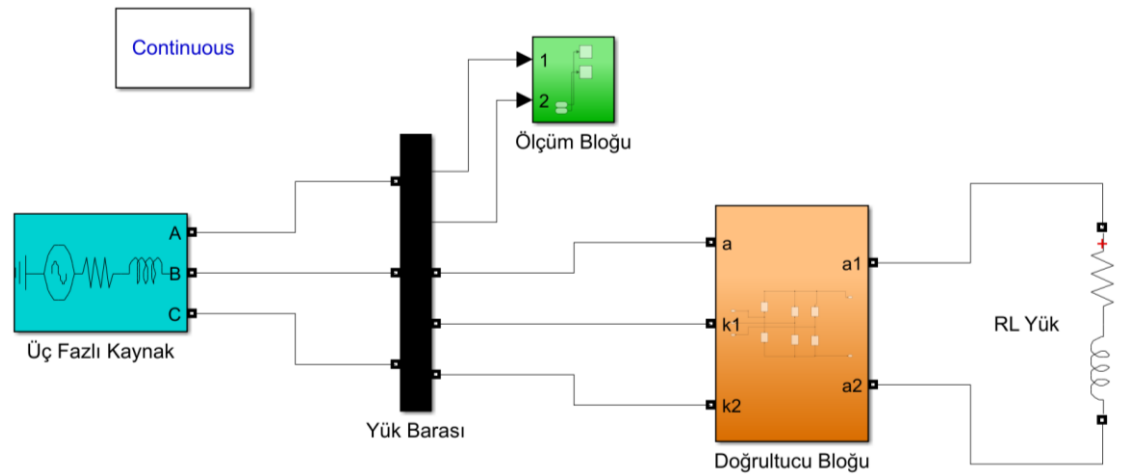 Continuous
1
2
Ölçüm Bloğu
A
B
C
Üç Fazlı Kaynak
Yük Barası
a
k1
k2
a1
a2
Doğrultucu Bloğu
+
RL Yük